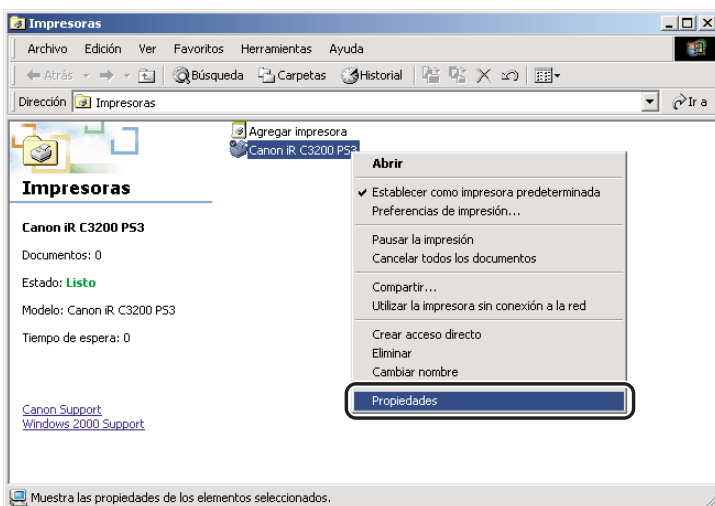 Impresoras
Archivo Edición Ver Favoritos Herramientas Ayuda
Atrás Búsqueda Carpetas Historial
Dirección Impresoras Ir a
Impresoras
Canon iR C3200 PS3
Documentos: 0
Estado: Listo
Modelo: Canon iR C3200 PS3
Tiempo de espera: 0
Canon Support
Windows 2000 Support
Agregar impresora
Canon iR C3200 PS3
Abrir
Establecer como impresora predeterminada
Preferencias de impresión...
Pausar la impresión
Cancelar todos los documentos
Compartir...
Utilizar la impresora sin conexión a la red
Crear acceso directo
Eliminar
Cambiar nombre
Propiedades
Muestra las propiedades de los elementos seleccionados.